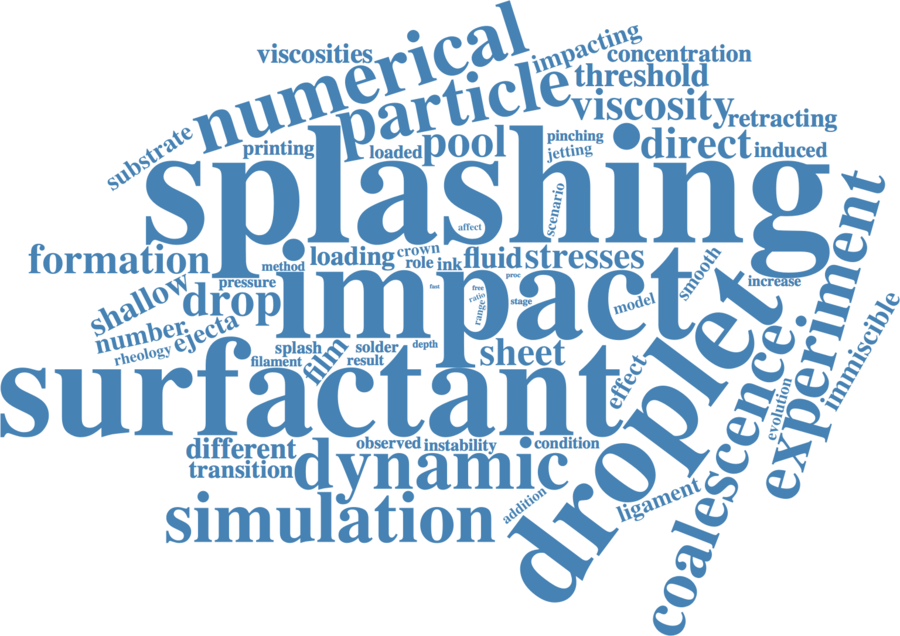 viscosities
numerical
impacting
concentration
particle
threshold
viscosity
retracting
substrate
printing
loaded
pool
pinching
jetting
direct
induced
splashing
scenario
affect
experiment
formation
method
loading
crown
role
ink
fluid
stresses
smooth
proc
pressure
impact
fast
free
ratio
range
stage
model
increase
shallow
drop
droplet
number
ejecta
rheology
immiscible
splash
filament
film
solder
result
depth
sheet
surfactant
effect
coalescence
evolution
different
transition
observed
instability
condition
dynamic
simulation
addition
ligament